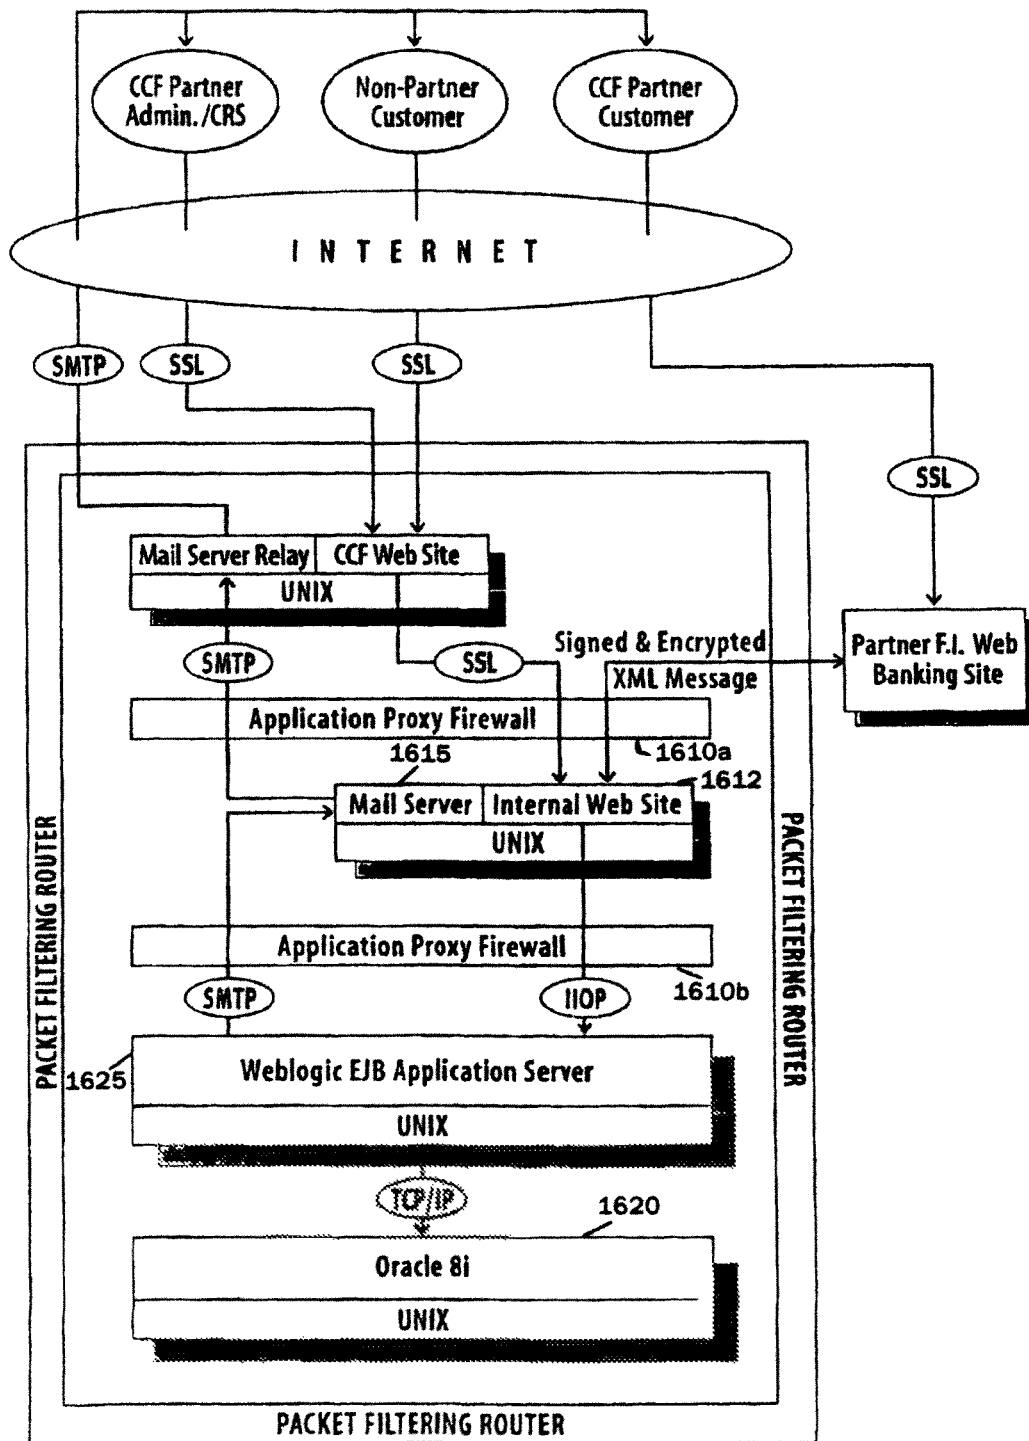 CCF Partner
Admin./CRS
Non-Partner
Customer
CCF Partner
Customer
INTERNET
SMTP
SSL
SSL
SSL
Mail Server Relay
CCF Web Site
UNIX
SMTP
SSL
Signed & Encrypted
XML Message
Partner F.I. Web
Banking Site
Application Proxy Firewall
1610a
1615
1612
Mail Server
Internal Web Site
UNIX
PACKET FILTERING ROUTER
PACKET FILTERING ROUTER
Application Proxy Firewall
1610b
SMTP
IIOP
1625
Weblogic EJB Application Server
UNIX
TCP/IP
1620
Oracle 8i
UNIX
PACKET FILTERING ROUTER